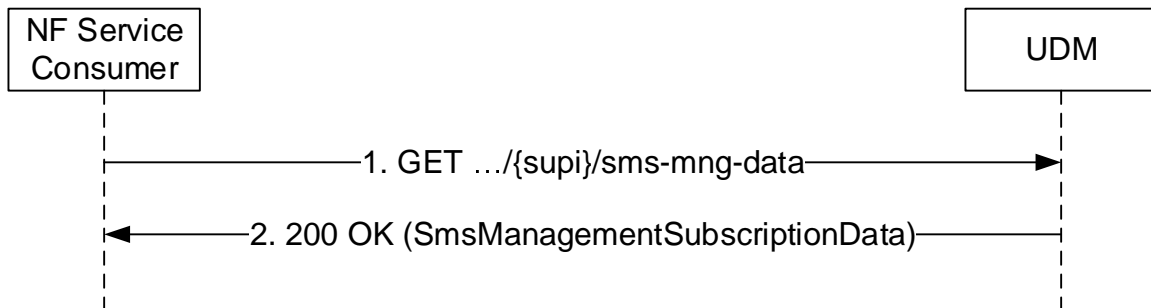 NF Service
Consumer
UDM
1. GET …/{supi}/sms-mng-data
2. 200 OK (SmsManagementSubscriptionData)